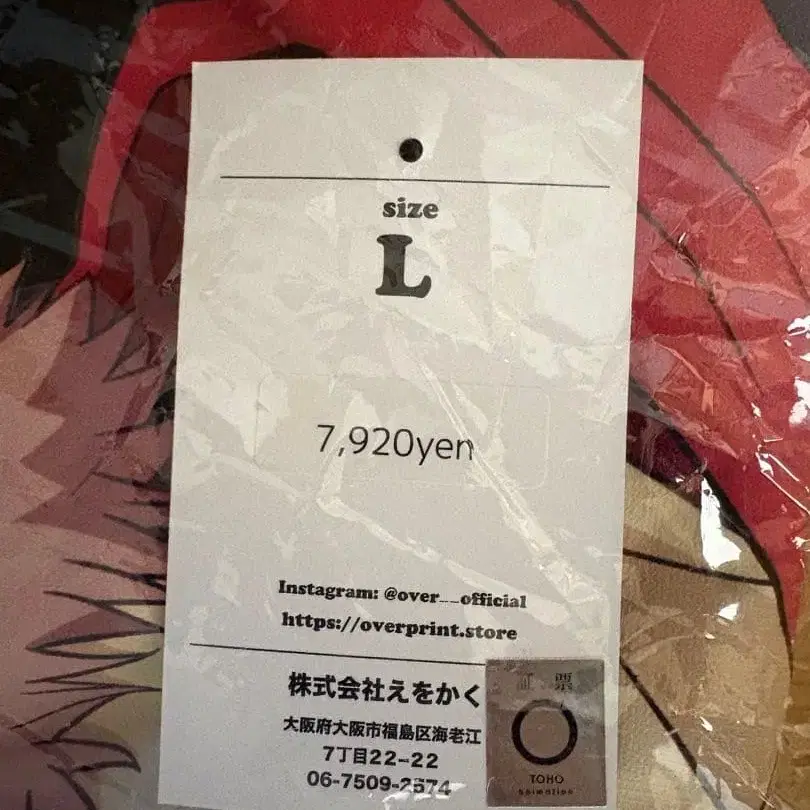 size
L
7,920yen
Instagram: @over__official
https://overprint.store
株式会社えをかく
大阪府大阪市福島区海老江
7丁目22-22
06-7509-2574
TOHO
animation